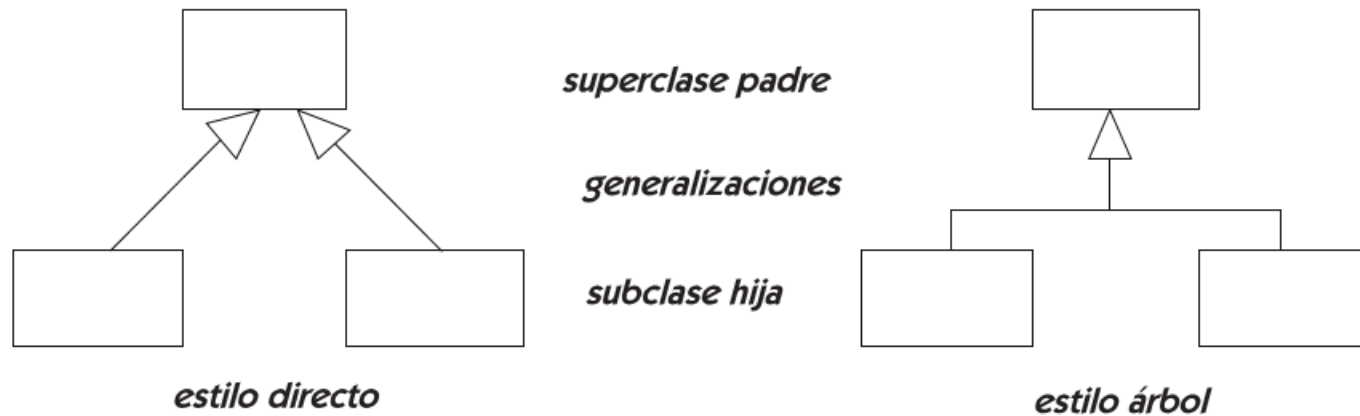 superclase padre
generalizaciones
subclase hija
estilo directo
estilo árbol